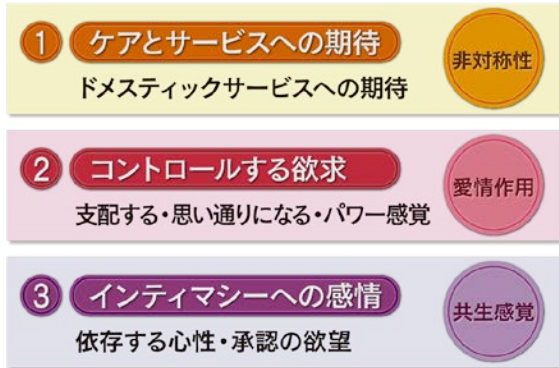 1 ケアとサービスへの期待
ドメスティックサービスへの期待
非対称性
2 コントロールする欲求
支配する・思い通りになる・パワー感覚
愛情作用
3 インティマシーへの感情
依存する心性・承認の欲望
共生感覚